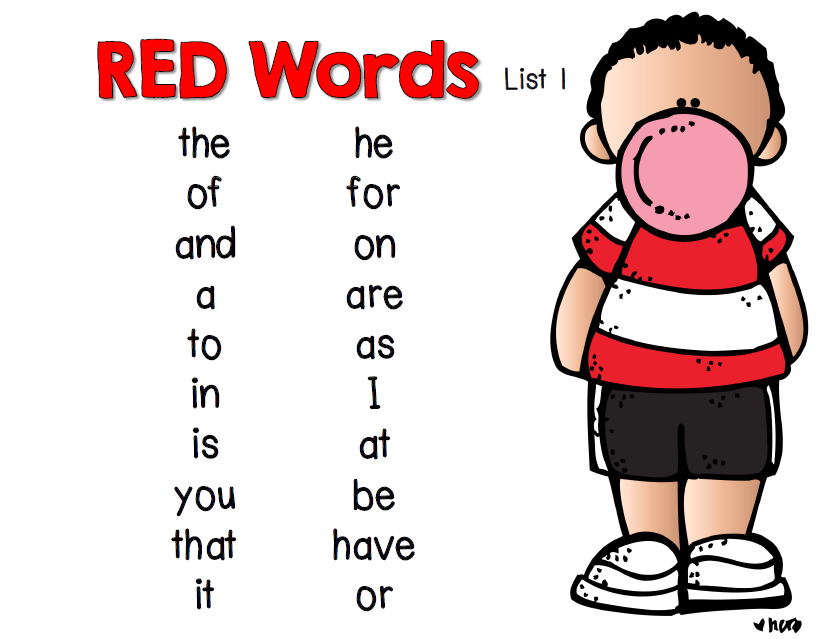 RED Words List 1
the he
of for
and on
a are
to as
in I
is at
you be
that have
it or